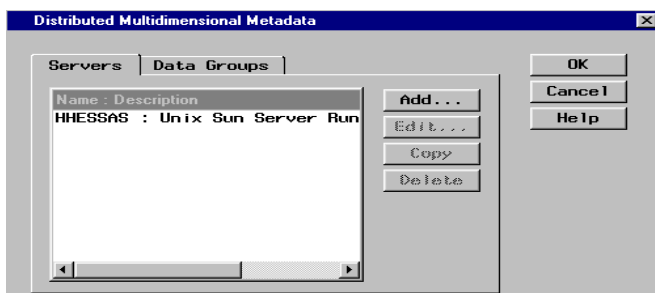 Distributed Multidimensional Metadata
Servers Data Groups
OK
Name : Description
Add...
Cancel
HHESSAS : Unix Sun Server Run
Edit...
Help
Copy
Delete